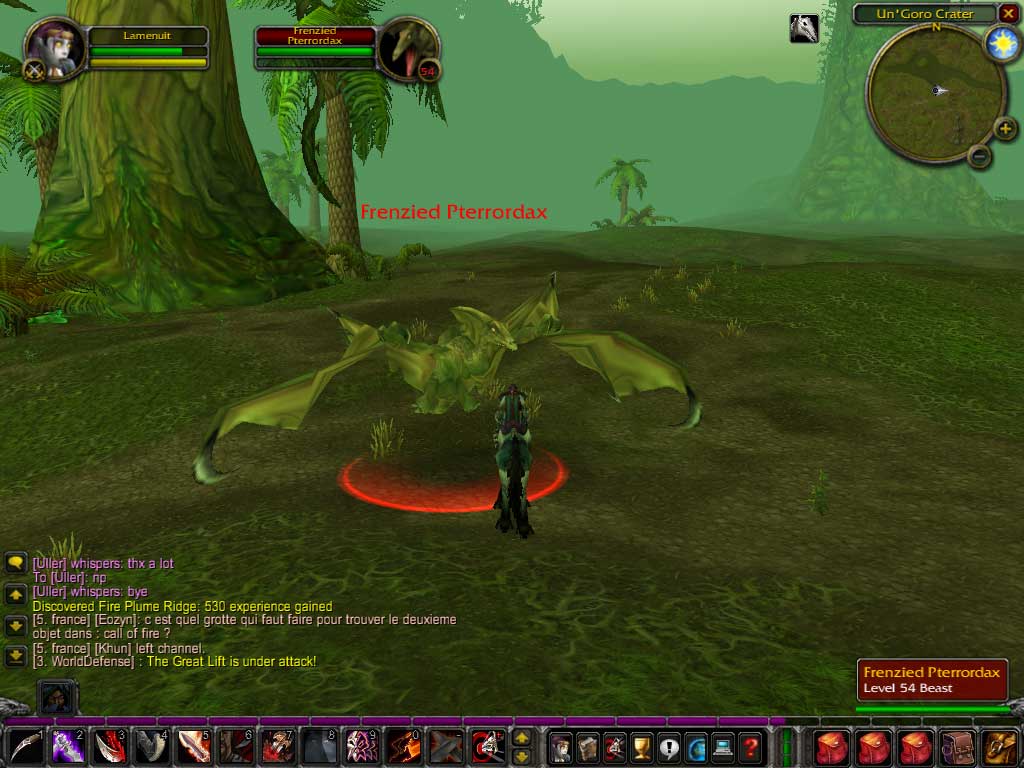 Lamenuit
Frenzied
Pterrordax
54
Un'Goro Crater
N
Frenzied Pterrordax
[Uller] whispers: thx a lot
To [Uller]: np
[Uller] whispers: bye
Discovered Fire Plume Ridge: 530 experience gained
[5. france] [Eozyn]: c est quel grotte qui faut faire pour trouver le deuxieme
objet dans : call of fire ?
[5. france] [Khun] left channel.
[3. WorldDefense] : The Great Lift is under attack!
Frenzied Pterrordax
Level 54 Beast
1 2 3 4 5 6 7 8 9 0 - =